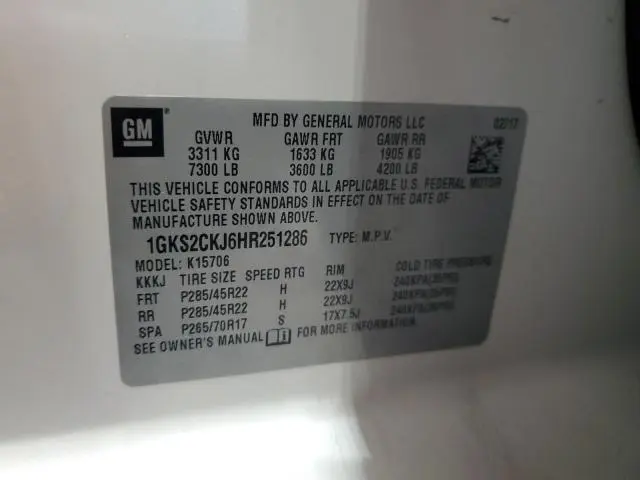 GM
MFD BY GENERAL MOTORS LLC 02/17
GVWR GAWR FRT GAWR RR
3311 KG 1633 KG 1905 KG
7300 LB 3600 LB 4200 LB
THIS VEHICLE CONFORMS TO ALL APPLICABLE U.S. FEDERAL MOTOR
VEHICLE SAFETY STANDARDS IN EFFECT ON THE DATE OF
MANUFACTURE SHOWN ABOVE.
1GKS2CKJ6HR251286 TYPE: M.P.V.
MODEL: K15706
KKKJ TIRE SIZE SPEED RTG RIM COLD TIRE PRESSURE
FRT P285/45R22 H 22X9J 240KPA(35PSI)
RR P285/45R22 H 22X9J 240KPA(35PSI)
SPA P265/70R17 S 17X7.5J
SEE OWNER'S MANUAL FOR MORE INFORMATION.